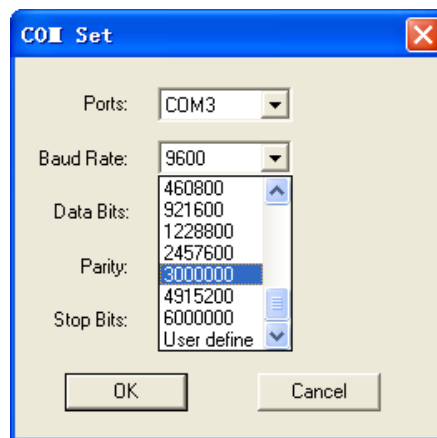 COM Set
Ports: COM3
Baud Rate: 9600
460800
921600
Data Bits:
1228800
2457600
Parity:
3000000
4915200
Stop Bits:
6000000
User define
OK Cancel